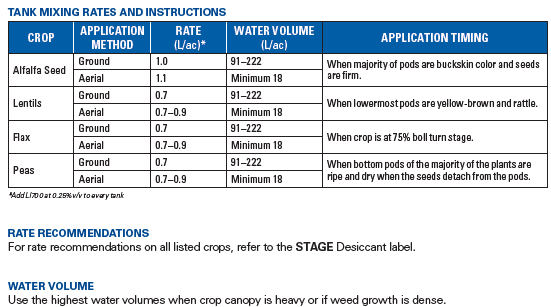 TANK MIXING RATES AND INSTRUCTIONS
CROP APPLICATION METHOD RATE (L/ac)* WATER VOLUME (L/ac) APPLICATION TIMING
Alfalfa Seed Ground 1.0 91–222 When majority of pods are buckskin color and seeds are firm.
Aerial 1.1 Minimum 18
Lentils Ground 0.7 91–222 When lowermost pods are yellow-brown and rattle.
Aerial 0.7–0.9 Minimum 18
Flax Ground 0.7 91–222 When crop is at 75% boll turn stage.
Aerial 0.7–0.9 Minimum 18
Peas Ground 0.7 91–222 When bottom pods of the majority of the plants are ripe and dry when the seeds detach from the pods.
Aerial 0.7–0.9 Minimum 18
*Add LI700 at 0.25% v/v to every tank
RATE RECOMMENDATIONS
For rate recommendations on all listed crops, refer to the STAGE Desiccant label.
WATER VOLUME
Use the highest water volumes when crop canopy is heavy or if weed growth is dense.